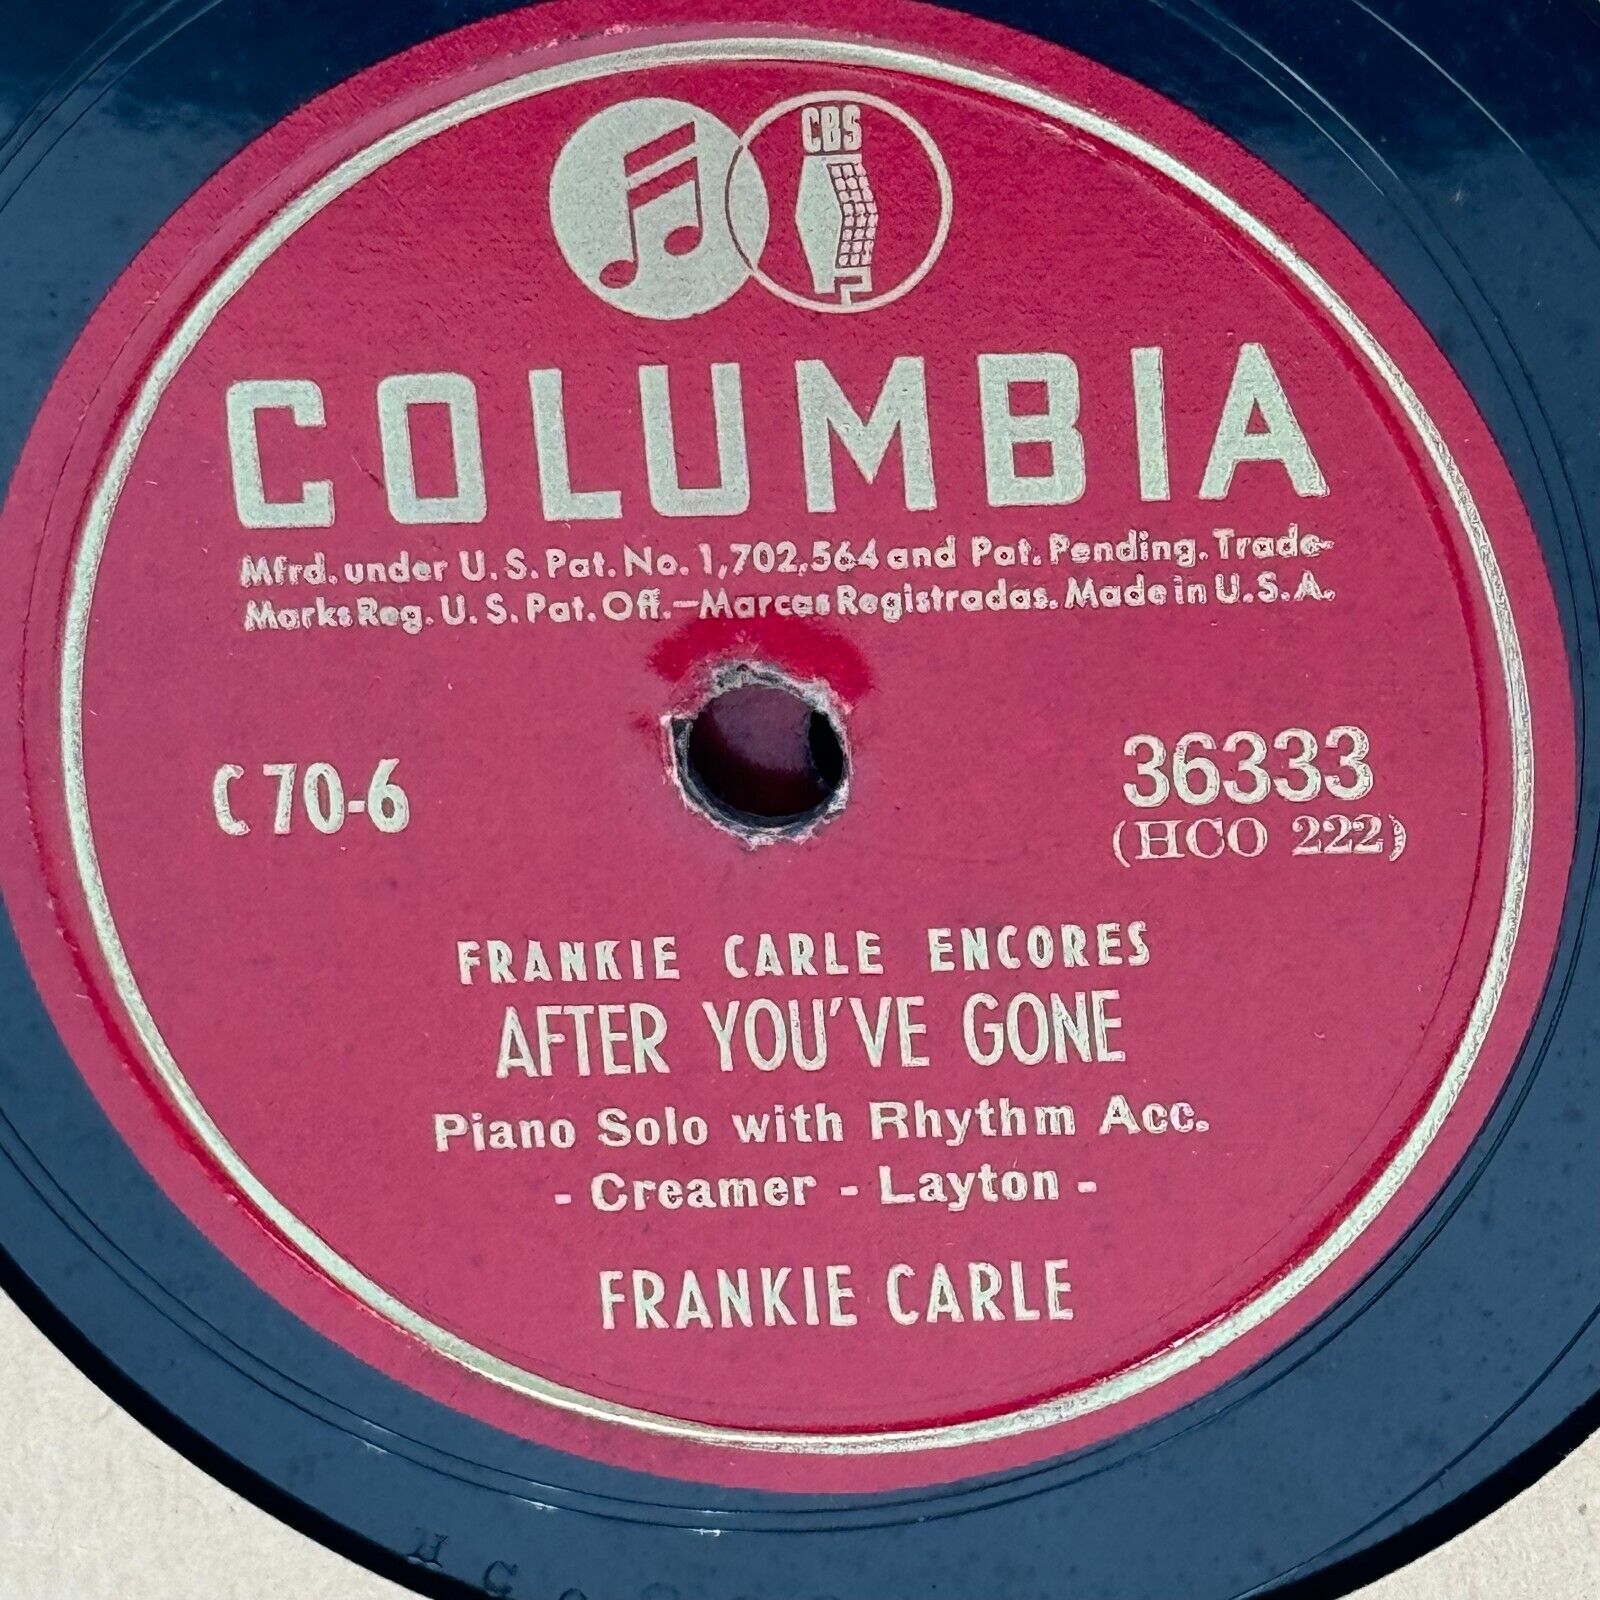 CBS
COLUMBIA
Mfrd. under U.S. Pat. No. 1,702,564 and Pat. Pending. Trade-
Marks Reg. U.S. Pat. Off.—Marcas Registradas. Made in U.S.A.
C 70-6
36333
(HCO 222)
FRANKIE CARLE ENCORES
AFTER YOU'VE GONE
Piano Solo with Rhythm Acc.
- Creamer - Layton -
FRANKIE CARLE